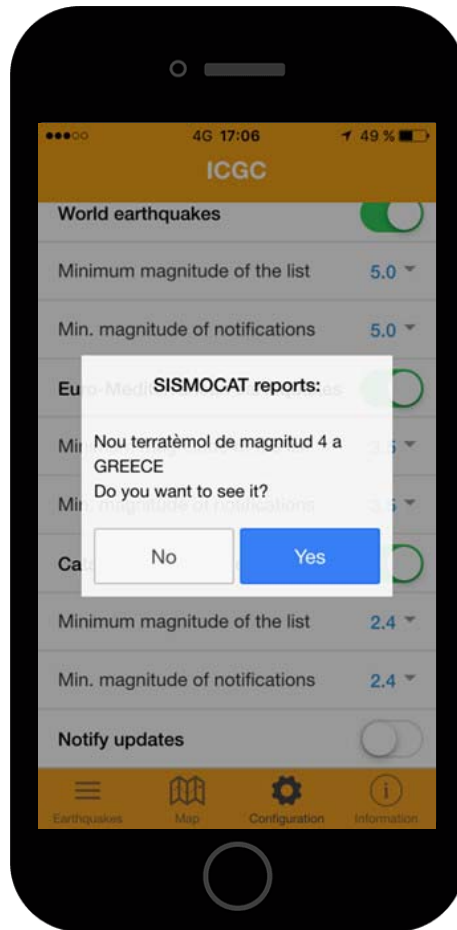 4G 17:06
49 %
ICGC
World earthquakes
Minimum magnitude of the list 5.0
Min. magnitude of notifications 5.0
SISMOCAT reports:
Nou terratèmol de magnitud 4 a
GREECE
Do you want to see it?
No
Yes
Minimum magnitude of the list 2.4
Min. magnitude of notifications 2.4
Notify updates
Earthquakes
Map
Configuration
Information